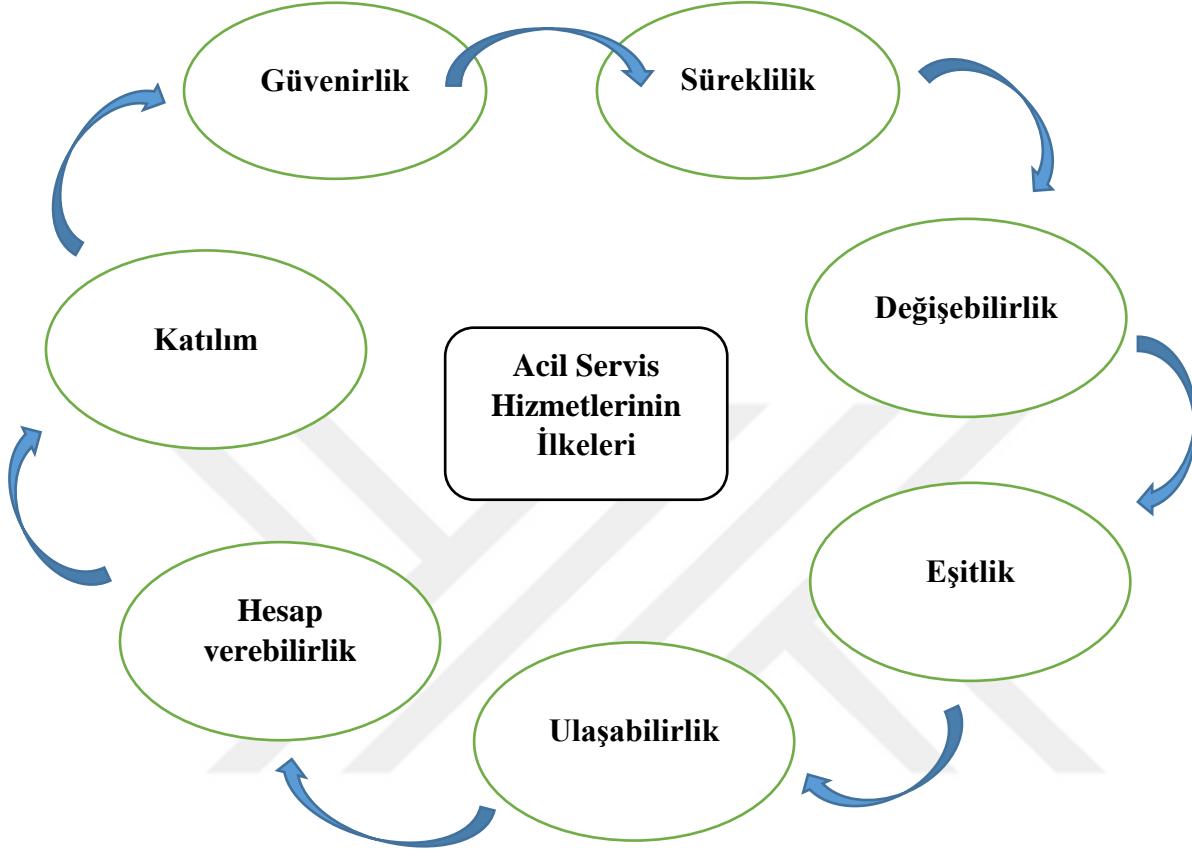 Güvenirlik
Süreklilik
Değişebilirlik
Eşitlik
Ulaşabilirlik
Hesap
verebilirlik
Katılım
Acil Servis
Hizmetlerinin
İlkeleri